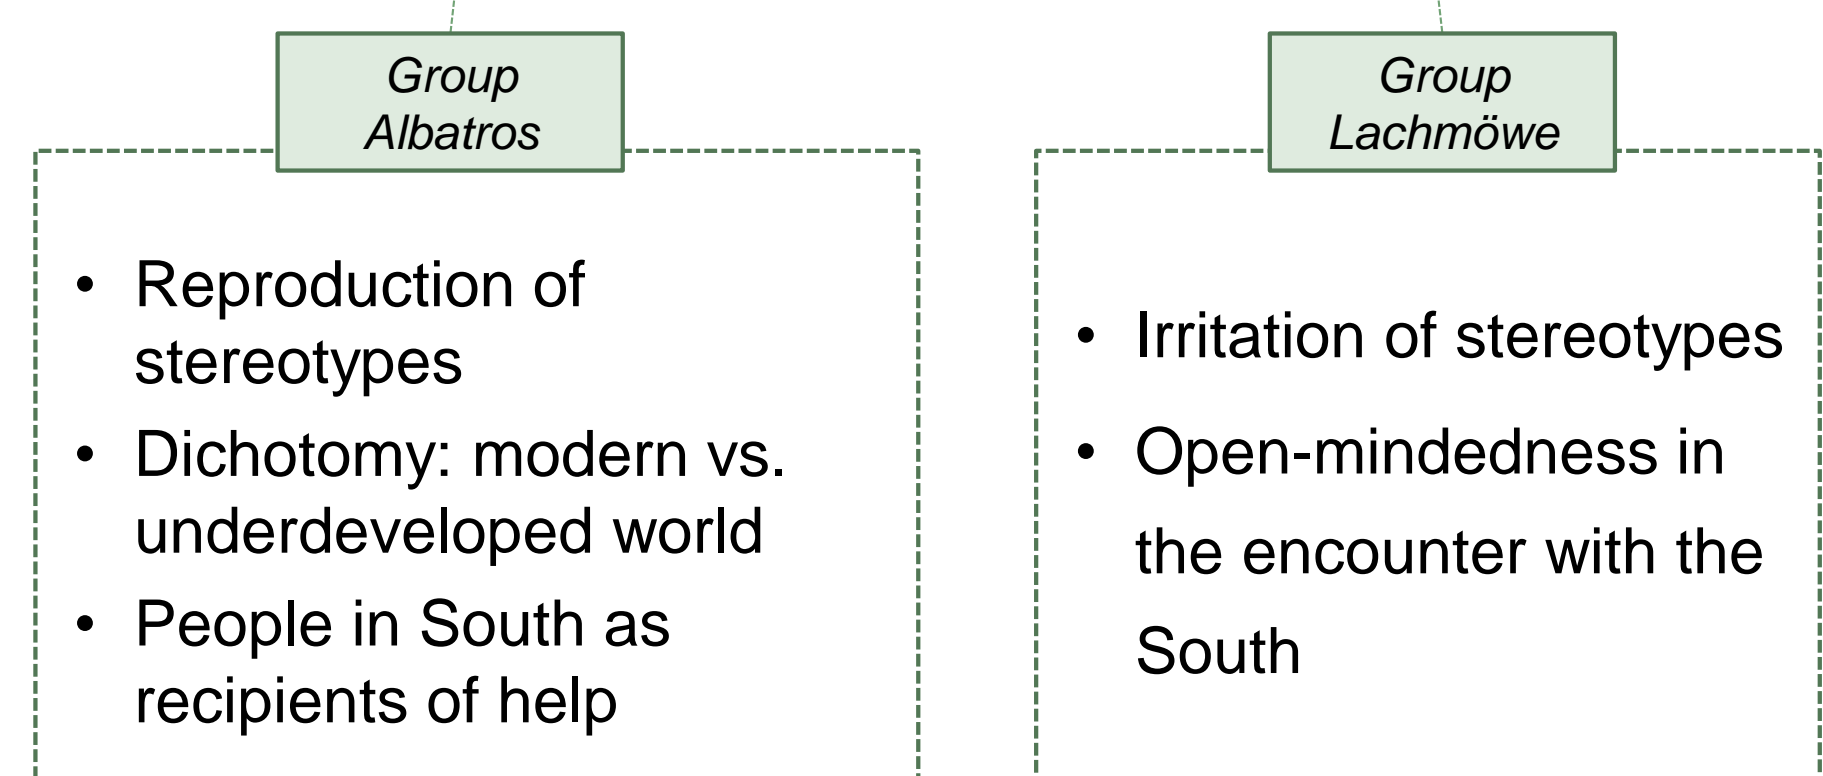 Group
Albatros
• Reproduction of
stereotypes
• Dichotomy: modern vs.
underdeveloped world
• People in South as
recipients of help
Group
Lachmöwe
• Irritation of stereotypes
• Open-mindedness in
the encounter with the
South